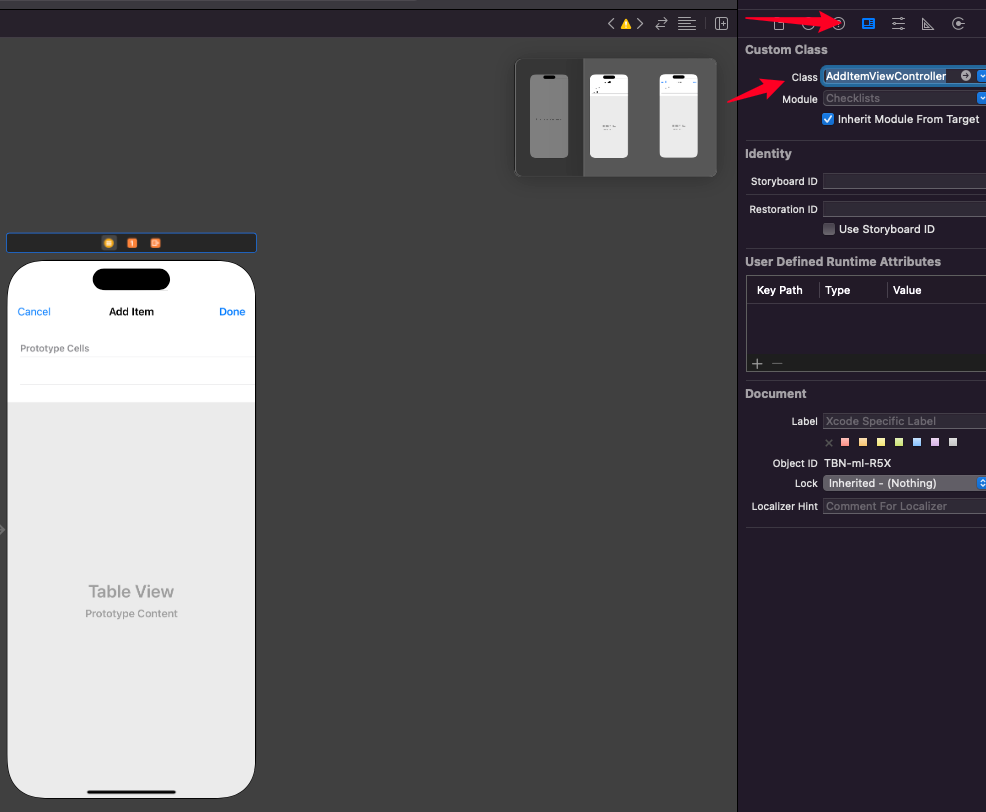 Custom Class
Class AddItemViewController
Module Checklists
Inherit Module From Target
Identity
Storyboard ID
Restoration ID
Use Storyboard ID
User Defined Runtime Attributes
Key Path Type Value
Document
Label Xcode Specific Label
Object ID TBN-ml-R5X
Lock Inherited - (Nothing)
Localizer Hint Comment For Localizer
Cancel Add Item Done
Prototype Cells
Table View
Prototype Content